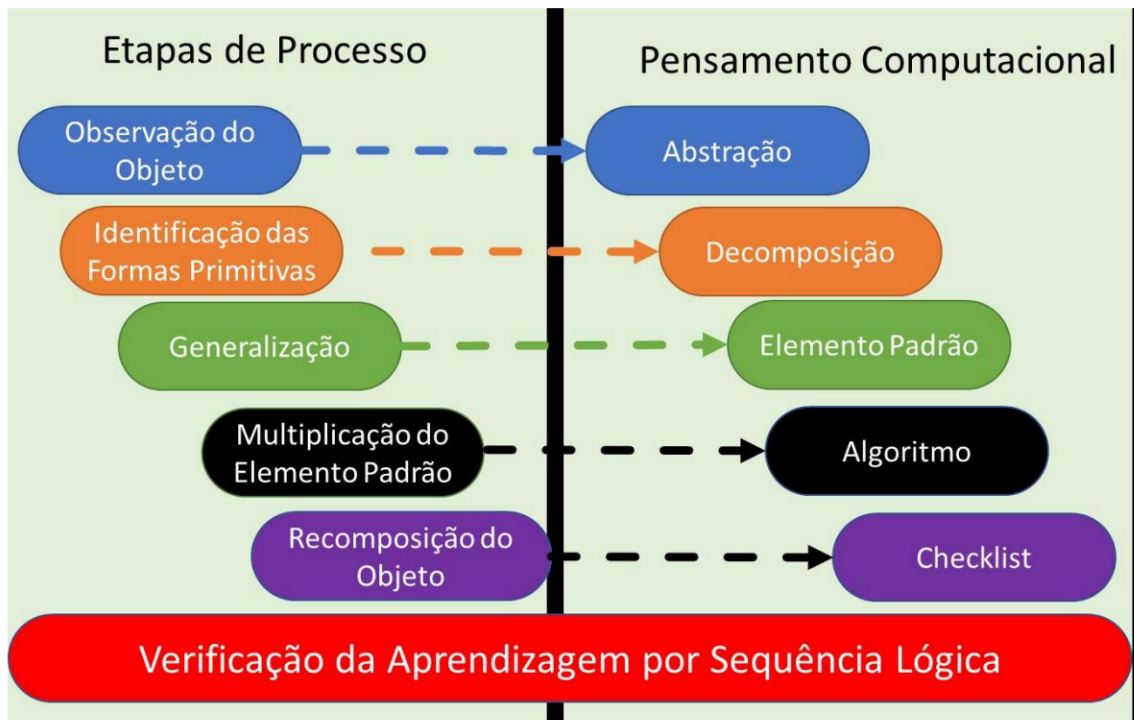 Etapas de Processo
Pensamento Computacional
Observação do
Objeto
Abstração
Identificação das
Formas Primitivas
Decomposição
Generalização
Elemento Padrão
Multiplicação do
Elemento Padrão
Algoritmo
Recomposição do
Objeto
Checklist
Verificação da Aprendizagem por Sequência Lógica